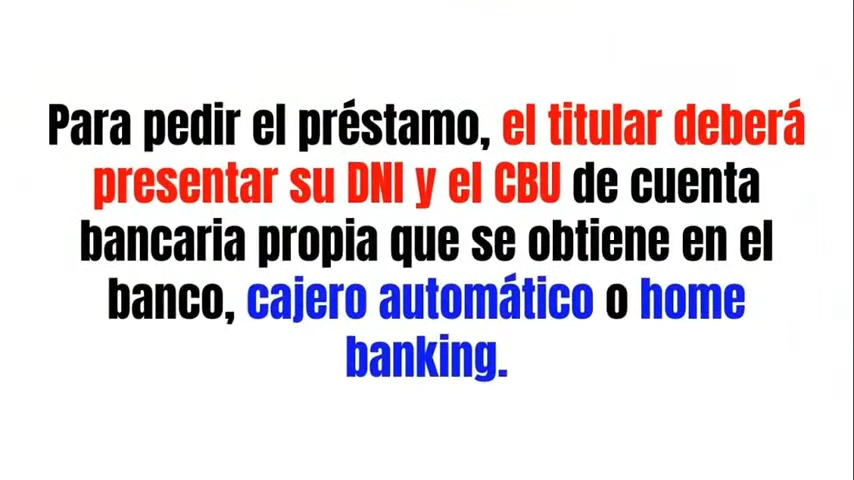 Para pedir el préstamo, el titular deberá
presentar su DNI y el CBU de cuenta
bancaria propia que se obtiene en el
banco, cajero automático o home
banking.